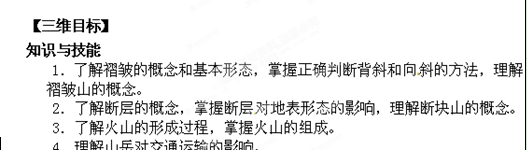 【三维目标】
知识与技能
1．了解褶皱的概念和基本形态，掌握正确判断背斜和向斜的方法，理解
褶皱山的概念。
2．了解断层的概念，掌握断层对地表形态的影响，理解断块山的概念。
3．了解火山的形成过程，掌握火山的组成。
4．理解山岳对交通运输的影响。